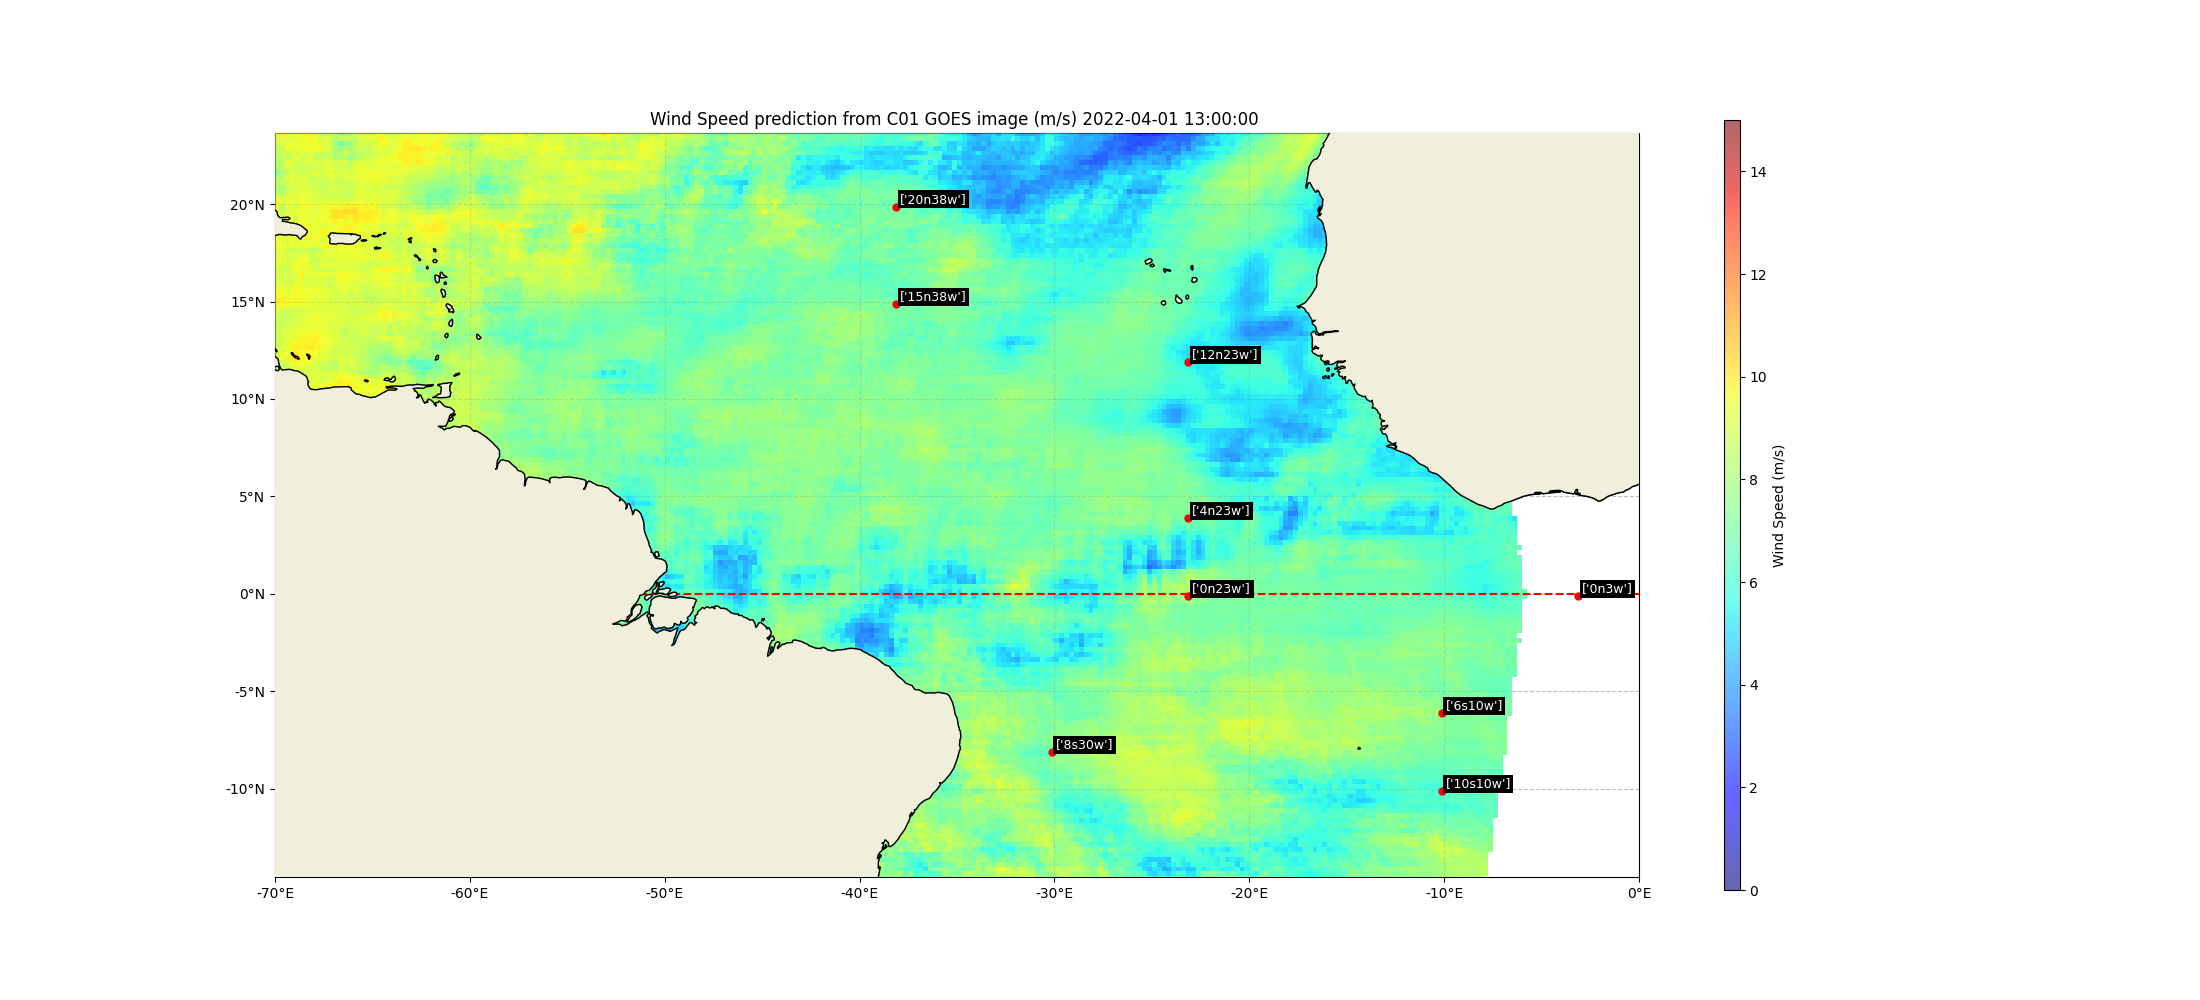 Wind Speed prediction from C01 GOES image (m/s) 2022-04-01 13:00:00
['20n38w']
['15n38w']
['12n23w']
['4n23w']
['0n23w']
['0n3w']
['6s10w']
['8s30w']
['10s10w']
20°N
15°N
10°N
5°N
0°N
-5°N
-10°N
-70°E -60°E -50°E -40°E -30°E -20°E -10°E 0°E
14
12
10
8
6
4
2
0
Wind Speed (m/s)